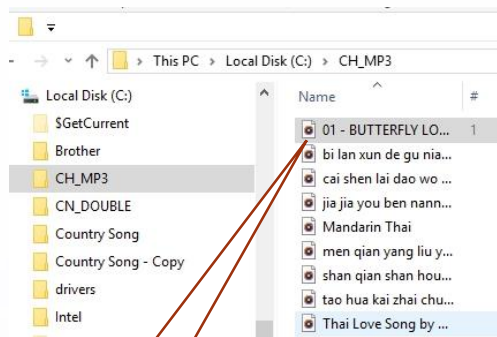 This PC > Local Disk (C:) > CH_MP3
Local Disk (C:)
$GetCurrent
Brother
CH_MP3
CN_DOUBLE
Country Song
Country Song - Copy
drivers
Intel
Name #
01 - BUTTERFLY LO... 1
bi lan xun de gu nia...
cai shen lai dao wo ...
jia jia you ben nann...
Mandarin Thai
men qian yang liu y...
shan qian shan hou...
tao hua kai zhai chu...
Thai Love Song by ...